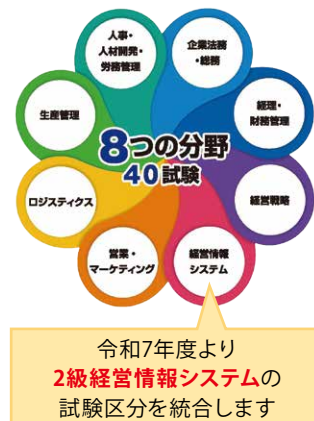 人事・
人材開発・
労務管理
企業法務
・総務
生産管理
経理・
財務管理
8つの分野
40試験
ロジスティクス
経営戦略
営業・
マーケティング
経営情報
システム
令和7年度より
2級経営情報システムの
試験区分を統合します